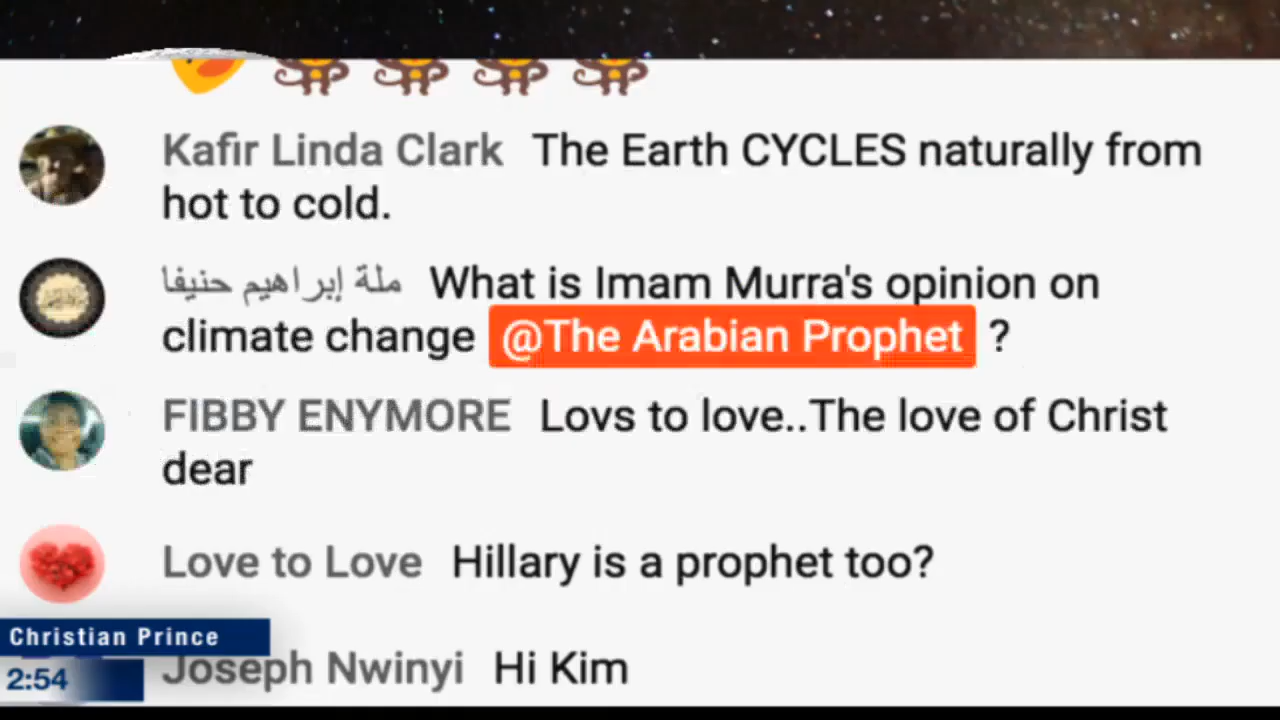 Kafir Linda Clark The Earth CYCLES naturally from
hot to cold.
ملة إبراهيم حنيفا What is Imam Murra's opinion on
climate change @The Arabian Prophet ?
FIBBY ENYMORE Lovs to love..The love of Christ
dear
Love to Love Hillary is a prophet too?
Christian Prince
Joseph Nwinyi Hi Kim
2:54